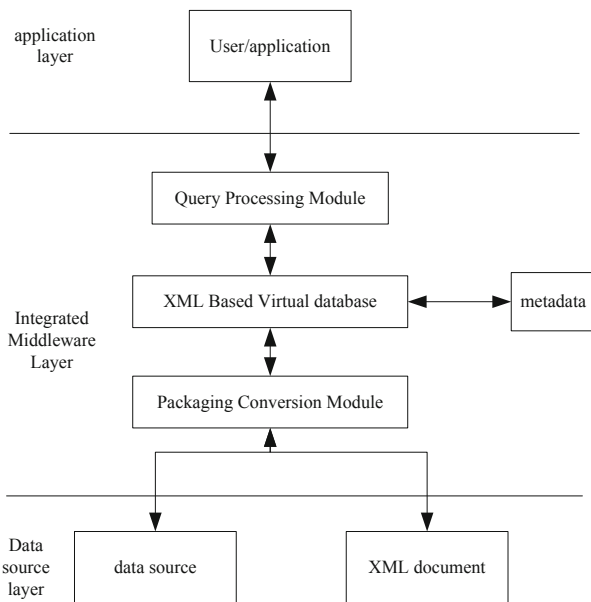 application
layer
User/application
Query Processing Module
XML Based Virtual database
metadata
Integrated
Middleware
Layer
Packaging Conversion Module
Data
source
layer
data source
XML document